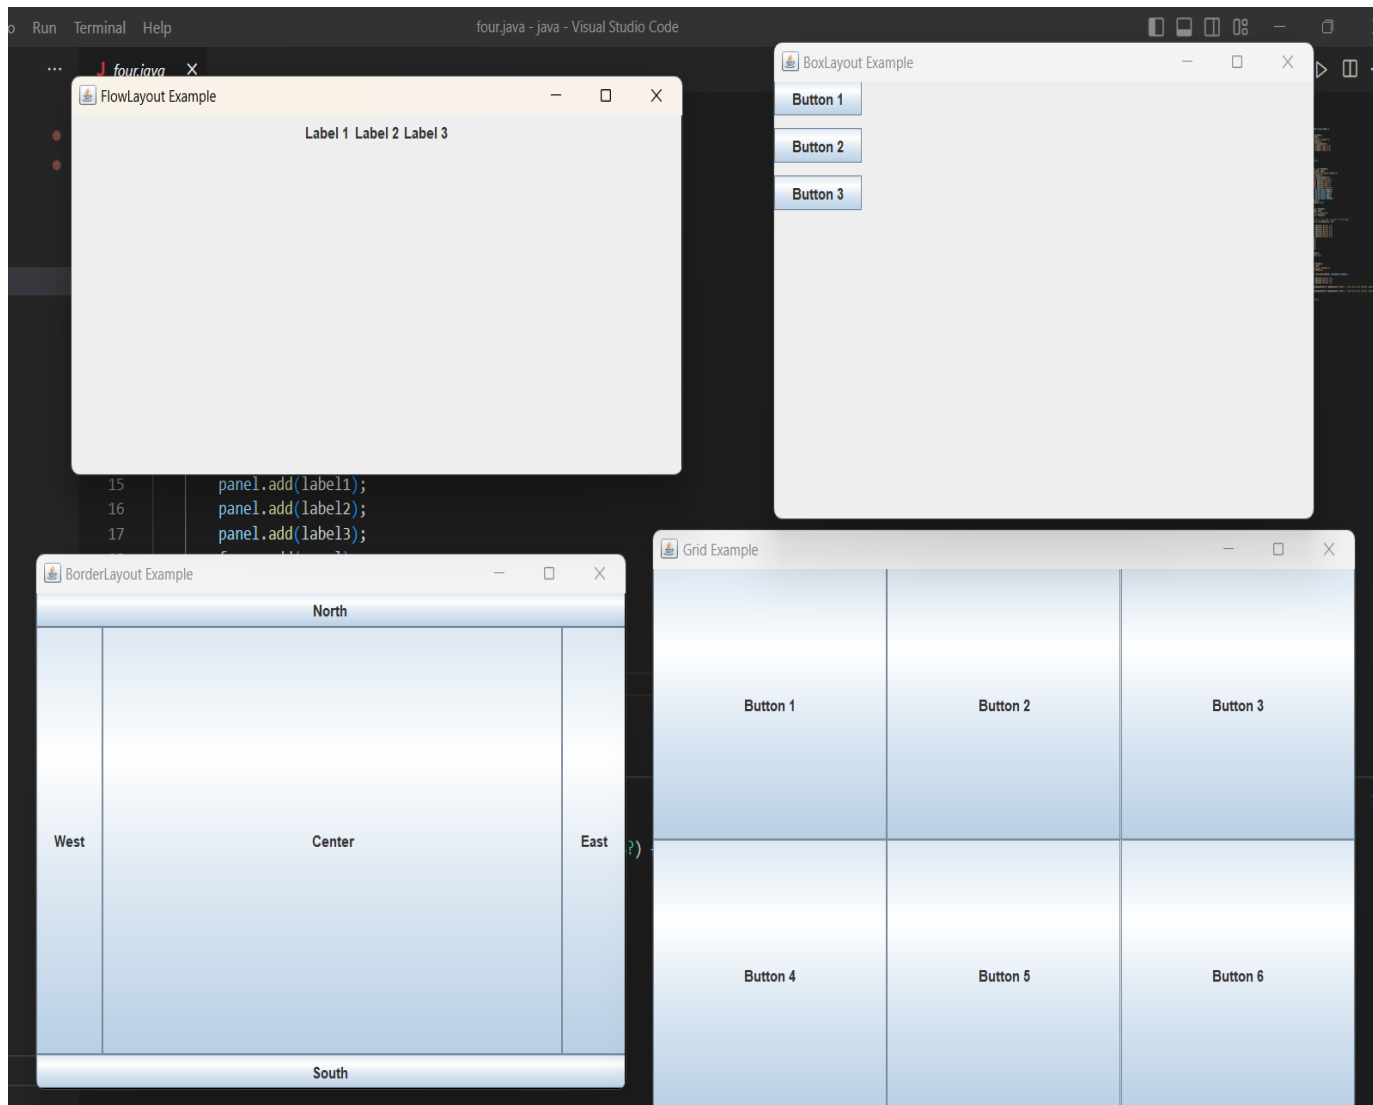 Run Terminal Help four.java - java - Visual Studio Code
J four.java
FlowLayout Example
Label 1 Label 2 Label 3
BoxLayout Example
Button 1
Button 2
Button 3
15 panel.add(label1);
16 panel.add(label2);
17 panel.add(label3);
BorderLayout Example
North
West Center East
South
?)
Grid Example
Button 1 Button 2 Button 3
Button 4 Button 5 Button 6